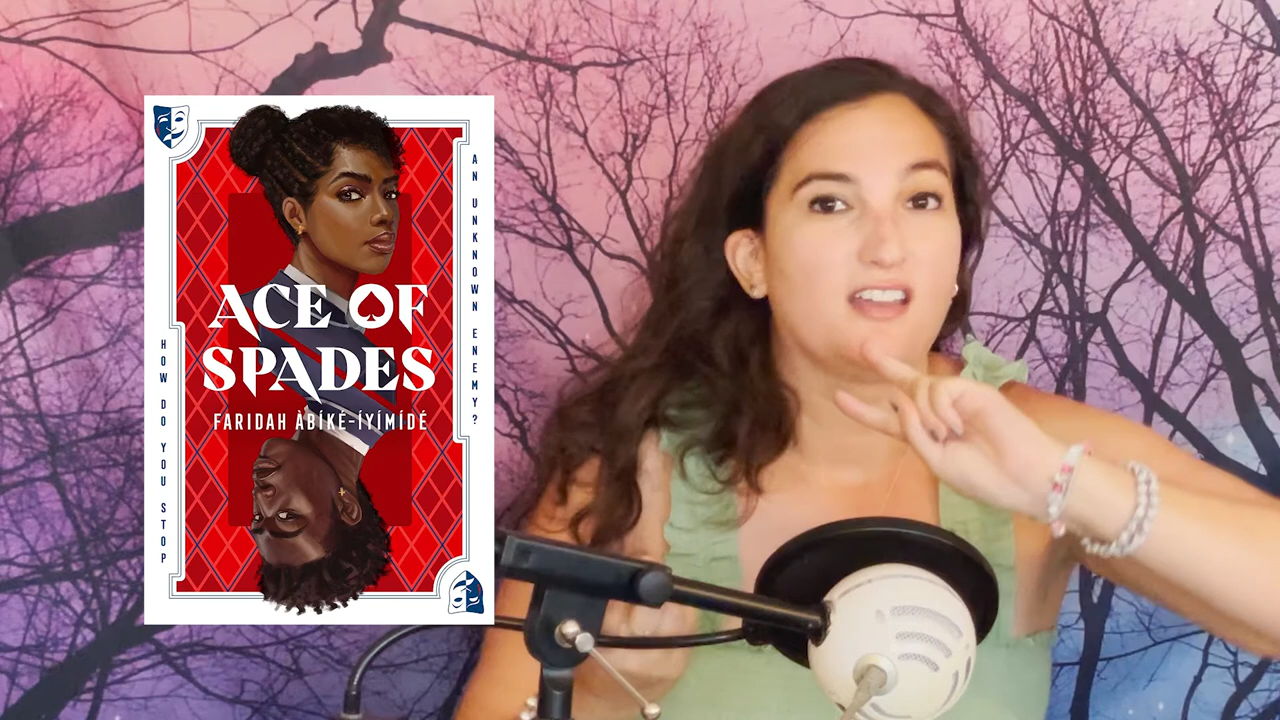 HOW DO YOU STOP
AN UNKNOWN ENEMY?
ACE OF
SPADES
FARIDAH ÀBÍKÉ-ÍYÍMÍDÉ